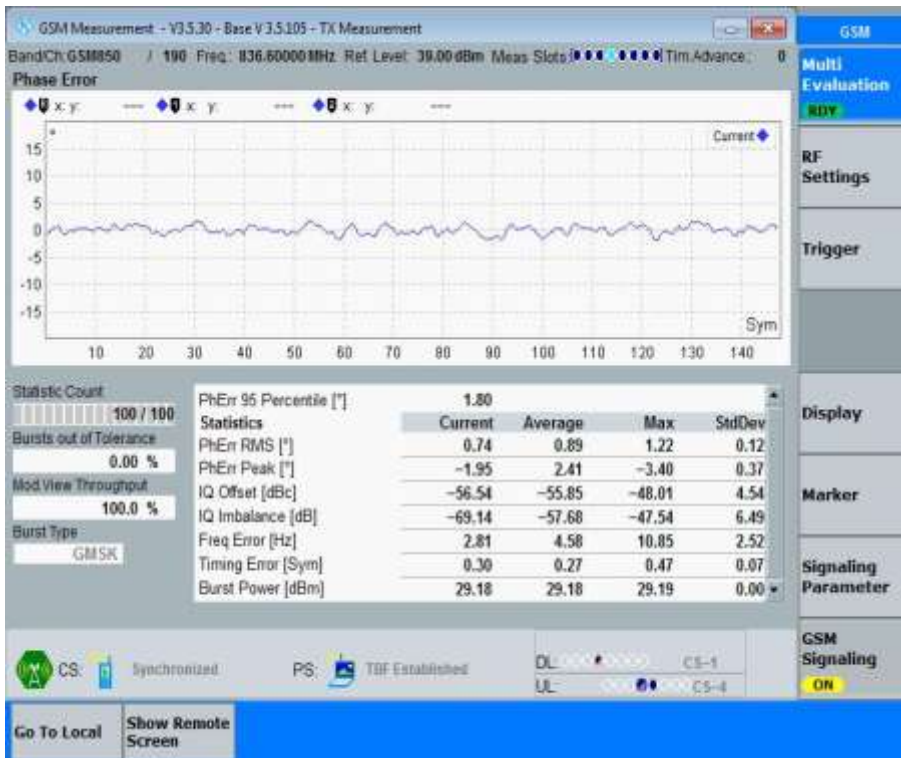 GSM Measurement - V3.5.30 - Base V 3.5.105 - TX Measurement
Band/Ch: GSM850 / 190 Freq.: 836.60000 MHz Ref. Level: 39.00 dBm Meas Slots: Tim.Advance.: 0
Phase Error
x: y: --- x: y: --- x: y: ---
Current
15
10
5
0
-5
-10
-15
Sym
10 20 30 40 50 60 70 80 90 100 110 120 130 140
Statistic Count
100 / 100
Bursts out of Tolerance
0.00 %
Mod.View Throughput
100.0 %
Burst Type
GMSK
PhErr 95 Percentile [°] 1.80
Statistics Current Average Max StdDev
PhErr RMS [°] 0.74 0.89 1.22 0.12
PhErr Peak [°] -1.95 2.41 -3.40 0.37
IQ Offset [dBc] -56.54 -55.85 -48.01 4.54
IQ Imbalance [dB] -69.14 -57.68 -47.54 6.49
Freq Error [Hz] 2.81 4.58 10.85 2.52
Timing Error [Sym] 0.30 0.27 0.47 0.07
Burst Power [dBm] 29.18 29.18 29.19 0.00
CS: Synchronized PS: TBF Established
DL: CS-1
UL: CS-4
GSM
Multi
Evaluation
RDY
RF
Settings
Trigger
Display
Marker
Signaling
Parameter
GSM
Signaling
ON
Go To Local
Show Remote
Screen